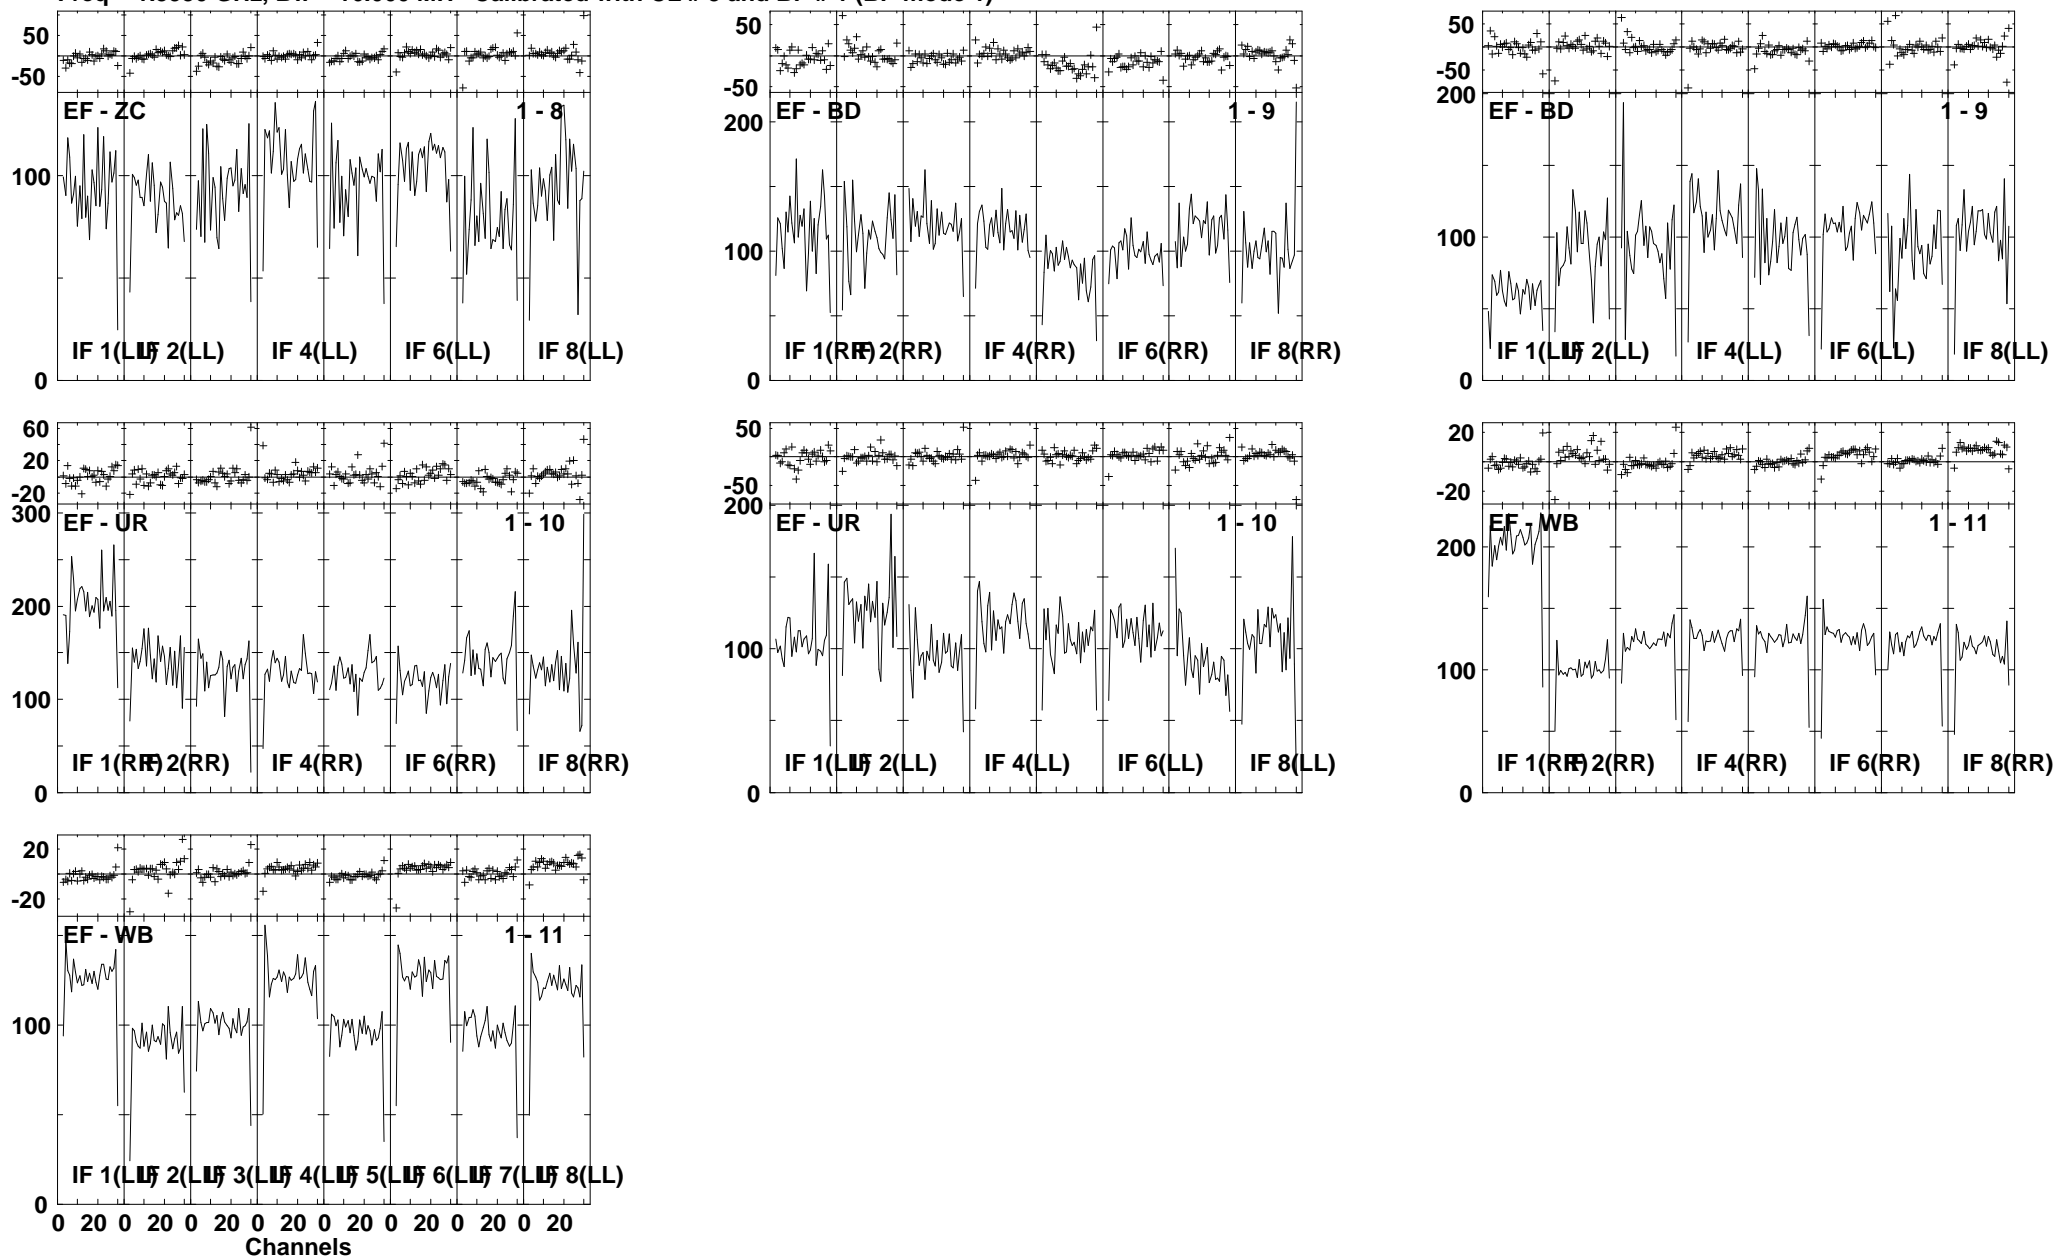 50
-50
EF - ZC 1 - 8
100
0
IF 1(LL) IF 2(LL) IF 4(LL) IF 6(LL) IF 8(LL)
50
0
-50
200
EF - BD 1 - 9
100
0
IF 1(RR) IF 2(RR) IF 4(RR) IF 6(RR) IF 8(RR)
50
-50
200
EF - BD 1 - 9
100
0
IF 1(LL) IF 2(LL) IF 4(LL) IF 6(LL) IF 8(LL)
60
20
-20
300
EF - UR 1 - 10
200
100
0
IF 1(RR) IF 2(RR) IF 4(RR) IF 6(RR) IF 8(RR)
50
-50
200
EF - UR 1 - 10
100
0
IF 1(LL) IF 2(LL) IF 4(LL) IF 6(LL) IF 8(LL)
20
-20
EF - WB 1 - 11
200
100
0
IF 1(RR) IF 2(RR) IF 4(RR) IF 6(RR) IF 8(RR)
20
-20
EF - WB 1 - 11
100
0
IF 1(LL) IF 2(LL) IF 3(LL) IF 4(LL) IF 5(LL) IF 6(LL) IF 7(LL) IF 8(LL)
0 20 0 20 0 20 0 20 0 20 0 20 0 20 0 20
Channels